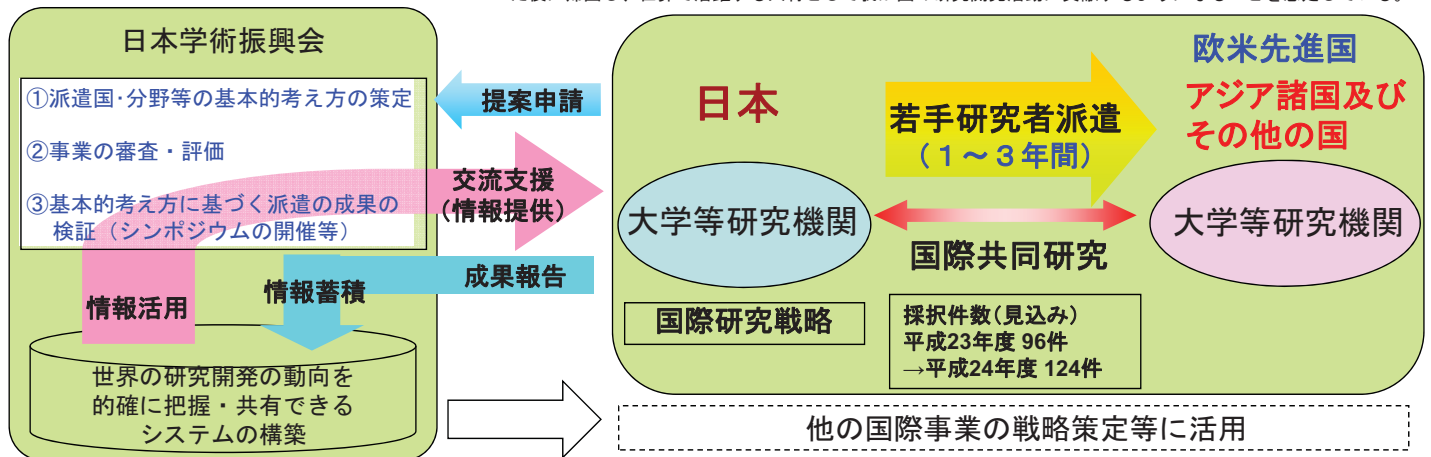 日本学術振興会
①派遣国･分野等の基本的考え方の策定
②事業の審査・評価
③基本的考え方に基づく派遣の成果の
検証（シンポジウムの開催等）
情報活用
情報蓄積
世界の研究開発の動向を
的確に把握・共有できる
システムの構築
提案申請
交流支援
（情報提供）
成果報告
日本
大学等研究機関
国際研究戦略
若手研究者派遣
（１～３年間）
国際共同研究
採択件数（見込み）
平成23年度 96件
→平成24年度 124件
欧米先進国
アジア諸国及び
その他の国
大学等研究機関
他の国際事業の戦略策定等に活用